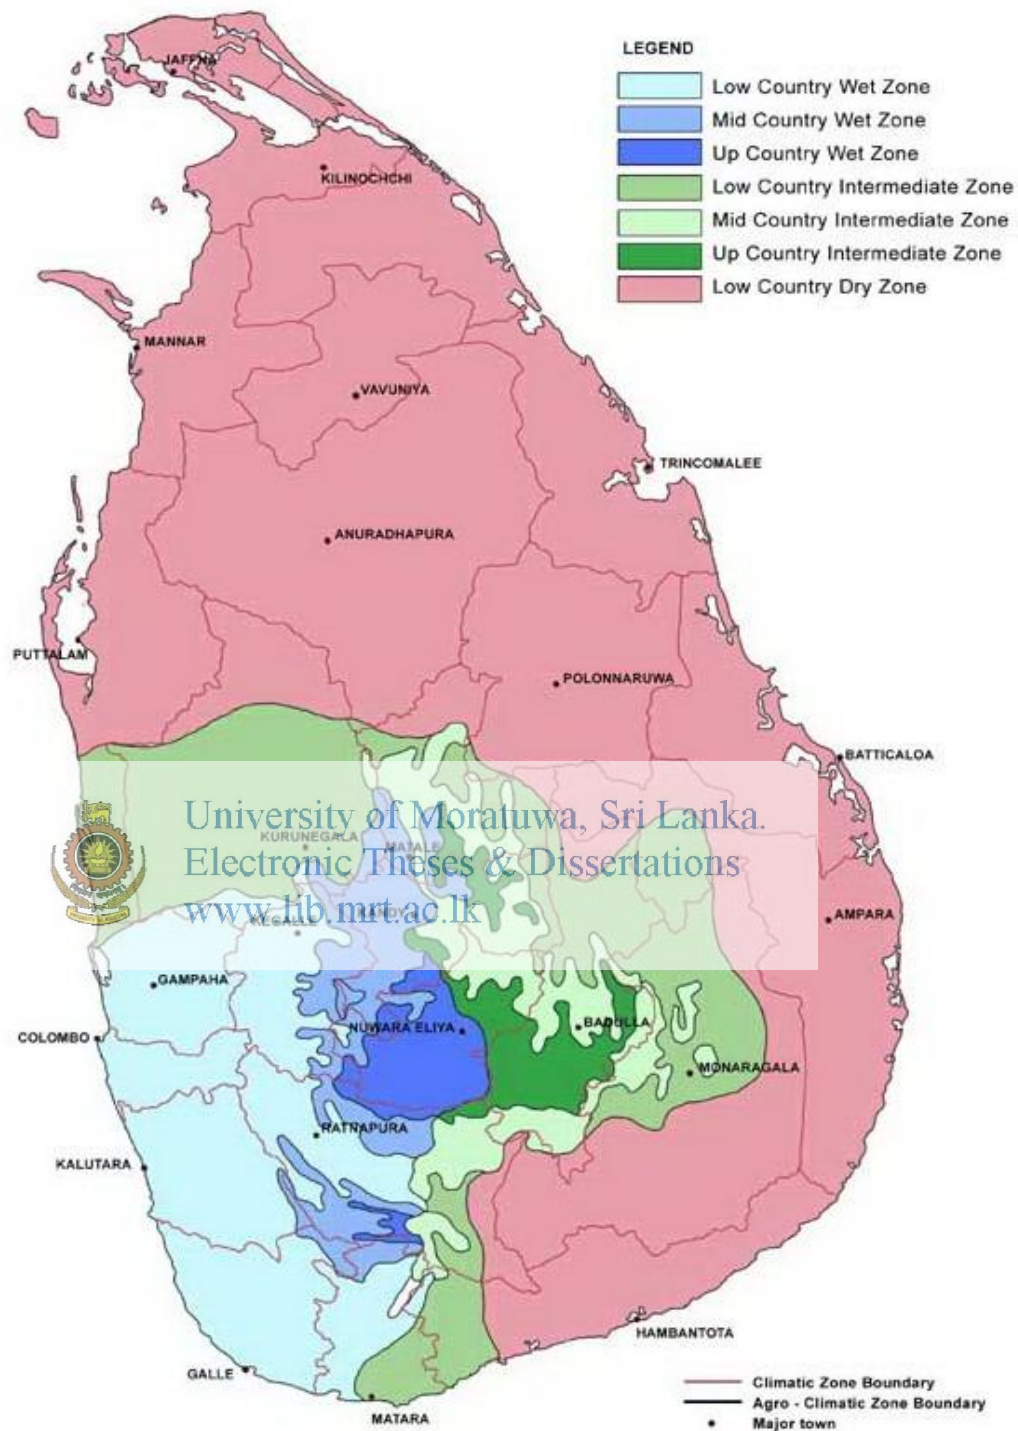 LEGEND
Low Country Wet Zone
Mid Country Wet Zone
Up Country Wet Zone
Low Country Intermediate Zone
Mid Country Intermediate Zone
Up Country Intermediate Zone
Low Country Dry Zone
JAFFNA
KILINOCHCHI
MANNAR
VAVUNIYA
TRINCOMALEE
ANURADHAPURA
PUTTALAM
POLONNARUWA
BATTICALOA
University of Moratuwa, Sri Lanka.
KURUNEGALA
MATALE
Electronic Theses & Dissertations
www.lib.mrt.ac.lk
KANDY
KEGALLE
AMPARA
GAMPAHA
COLOMBO
NUWARA ELIYA
BADULLA
MONARAGALA
RATNAPURA
KALUTARA
HAMBANTOTA
GALLE
MATARA
Climatic Zone Boundary
Agro - Climatic Zone Boundary
Major town